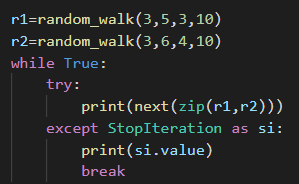 r1=random_walk(3,5,3,10)
r2=random_walk(3,6,4,10)
while True:
    try:
        print(next(zip(r1,r2)))
    except StopIteration as si:
        print(si.value)
        break